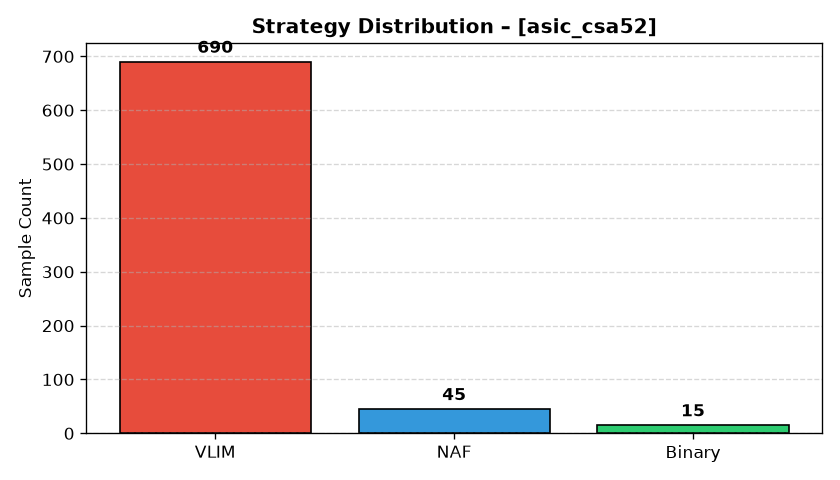 Strategy Distribution – [asic_csa52]
690
700
600
500
400
300
200
100
0
Sample Count
45
15
VLIM
NAF
Binary